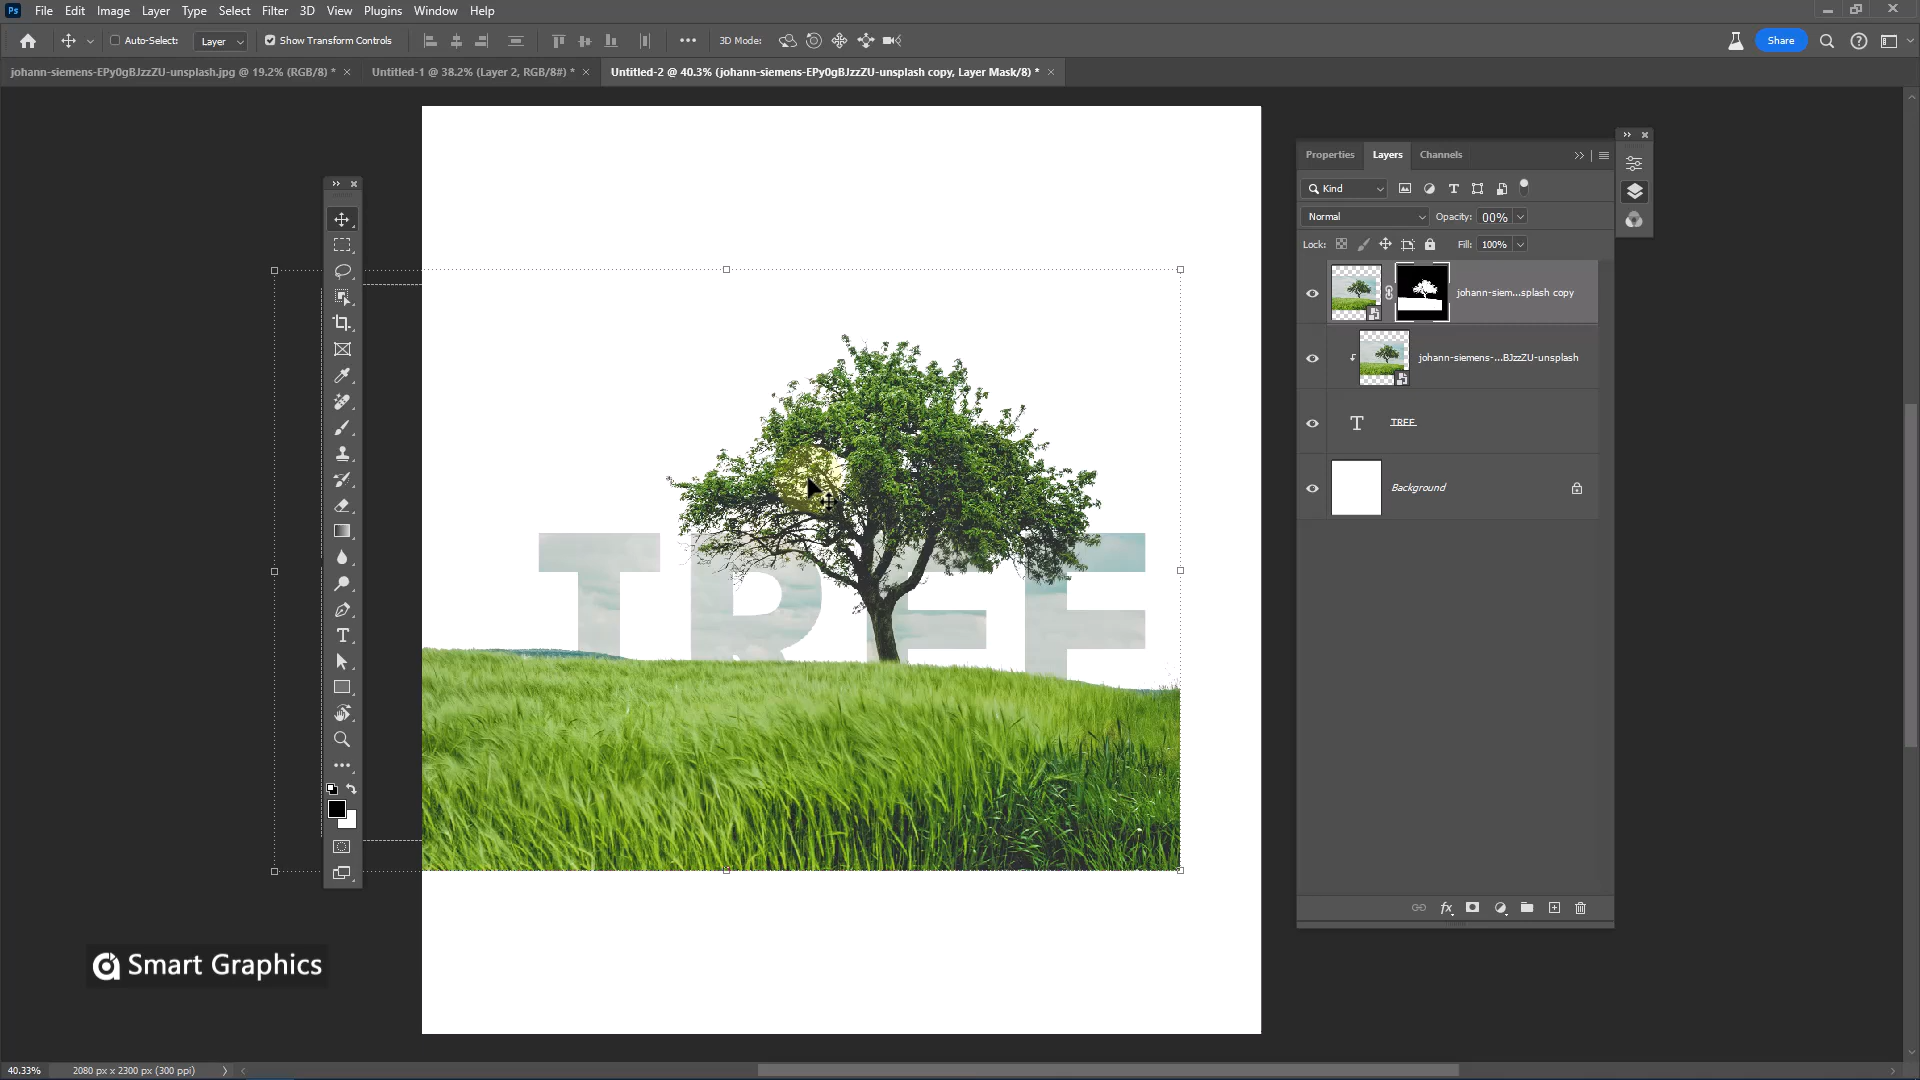 Ps File Edit Image Layer Type Select Filter 3D View Plugins Window Help
Auto-Select: Layer Show Transform Controls 3D Mode: Share
johann-siemens-EPy0gBJzzZU-unsplash.jpg @ 19.2% (RGB/8) *
Untitled-1 @ 38.2% (Layer 2, RGB/8#) *
Untitled-2 @ 40.3% (johann-siemens-EPy0gBJzzZU-unsplash copy, Layer Mask/8) *
Properties Layers Channels
Kind
Normal Opacity: 00%
Lock: Fill: 100%
johann-siem...splash copy
johann-siemens-...BJzzZU-unsplash
T TREE
Background
TREE
Smart Graphics
40.33% 2080 px x 2300 px (300 ppi)